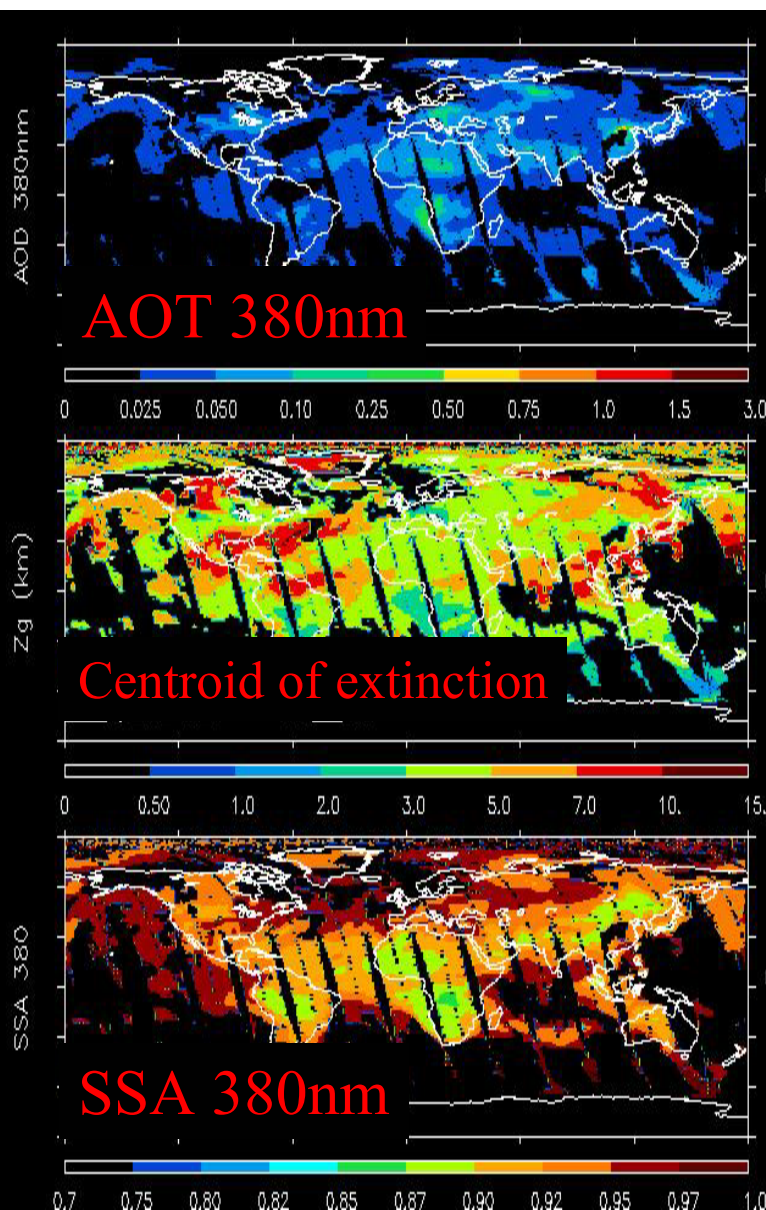 AOD 380nm
AOT 380nm
0 0.025 0.050 0.10 0.25 0.50 0.75 1.0 1.5 3.0
Zg (km)
Centroid of extinction
0 0.50 1.0 2.0 3.0 5.0 7.0 10. 15.
SSA 380
SSA 380nm
0.7 0.75 0.80 0.82 0.85 0.87 0.90 0.92 0.95 0.97 1.0